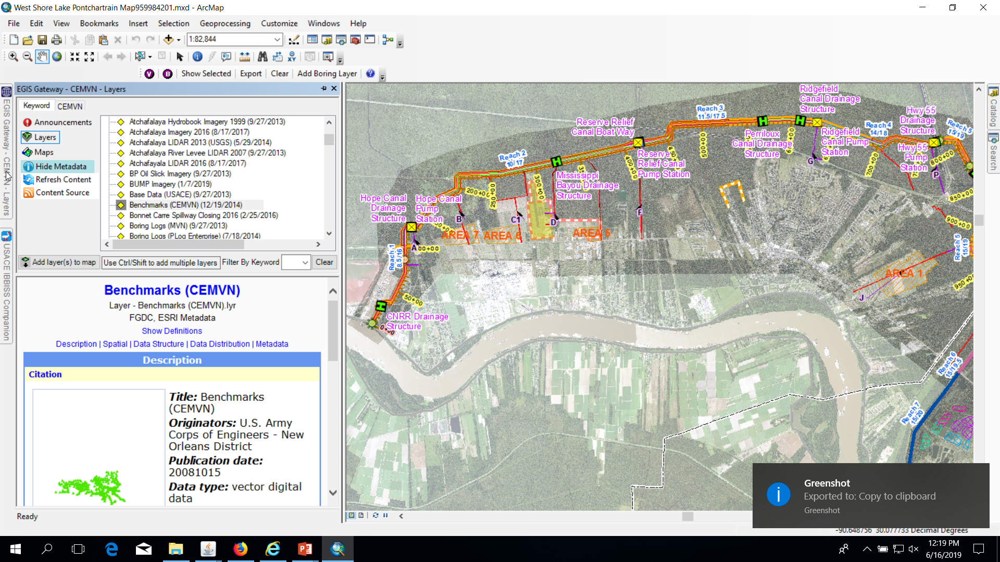 West Shore Lake Pontchartrain Map959984201.mxd - ArcMap
File Edit View Bookmarks Insert Selection Geoprocessing Customize Windows Help
1:82,844
V B Show Selected Export Clear Add Boring Layer
EGIS Gateway - CEMVN - Layers
Keyword CEMVN
Announcements
Layers
Maps
Hide Metadata
Refresh Content
Content Source
Atchafalaya Hydrobook Imagery 1999 (9/27/2013)
Atchafalaya Imagery 2016 (8/17/2017)
Atchafalaya LIDAR 2013 (USGS) (5/29/2014)
Atchafalaya River Levee LIDAR 2007 (9/27/2013)
Atchafayala LIDAR 2016 (8/17/2017)
BP Oil Slick Imagery (9/27/2013)
BUMP Imagery (1/7/2019)
Base Data (USACE) (9/27/2013)
Benchmarks (CEMVN) (12/19/2014)
Bonnet Carre Spillway Closing 2016 (2/25/2016)
Boring Logs (MVN) (9/27/2013)
Boring Logs (PLog Enterprise) (7/18/2014)
Add layer(s) to map Use Ctrl/Shift to add multiple layers Filter By Keyword Clear
Benchmarks (CEMVN)
Layer - Benchmarks (CEMVN).lyr
FGDC, ESRI Metadata
Show Definitions
Description | Spatial | Data Structure | Data Distribution | Metadata
Description
Citation
Title: Benchmarks
(CEMVN)
Originators: U.S. Army
Corps of Engineers - New
Orleans District
Publication date:
20081015
Data type: vector digital
data
Ready
EGIS Gateway - CEMVN - Layers
USACE IBBISS Companion
Catalog
Search
Ridgefield
Canal Drainage
Structure
Hwy 55
Drainage
Structure
Reach 3
11.5/17.5
Reserve Relief
Canal Boat Way
Perriloux
Canal Drainage
Structure
Ridgefield
Canal Pump
Station
Reach 4
14/18
Reach 5
15/19
Hwy 55
Pump
Station
Reach 2
10/17
Reserve
Relief Canal
Pump Station
Mississippi
Bayou Drainage
Structure
Hope Canal
Drainage
Structure
Hope Canal
Pump
Station
200+00
250+00
300+00
400+00
500+00
700+00
800+00
850+00
900+00
950+00
A
B
C1
D
F
G
P
J
AREA 7
AREA 6
AREA 5
AREA 1
Reach 1
8.5/16
50+00
CNRR Drainage
Structure
0+00
Reach 5
15/19
Reach 6
15/19.5
Reach 7
15/20
Greenshot
Exported to: Copy to clipboard
Greenshot
-90.648756 30.077733 Decimal Degrees
12:19 PM
6/16/2019